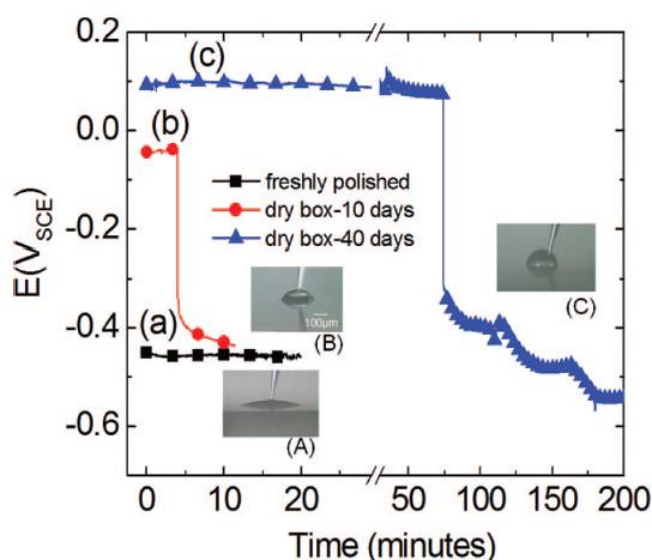 0.2
0.0
-0.2
-0.4
-0.6
E(V_SCE)
(c)
(b)
(a)
freshly polished
dry box-10 days
dry box-40 days
100μm
(B)
(A)
(C)
0 10 20 50 100 150 200
Time (minutes)